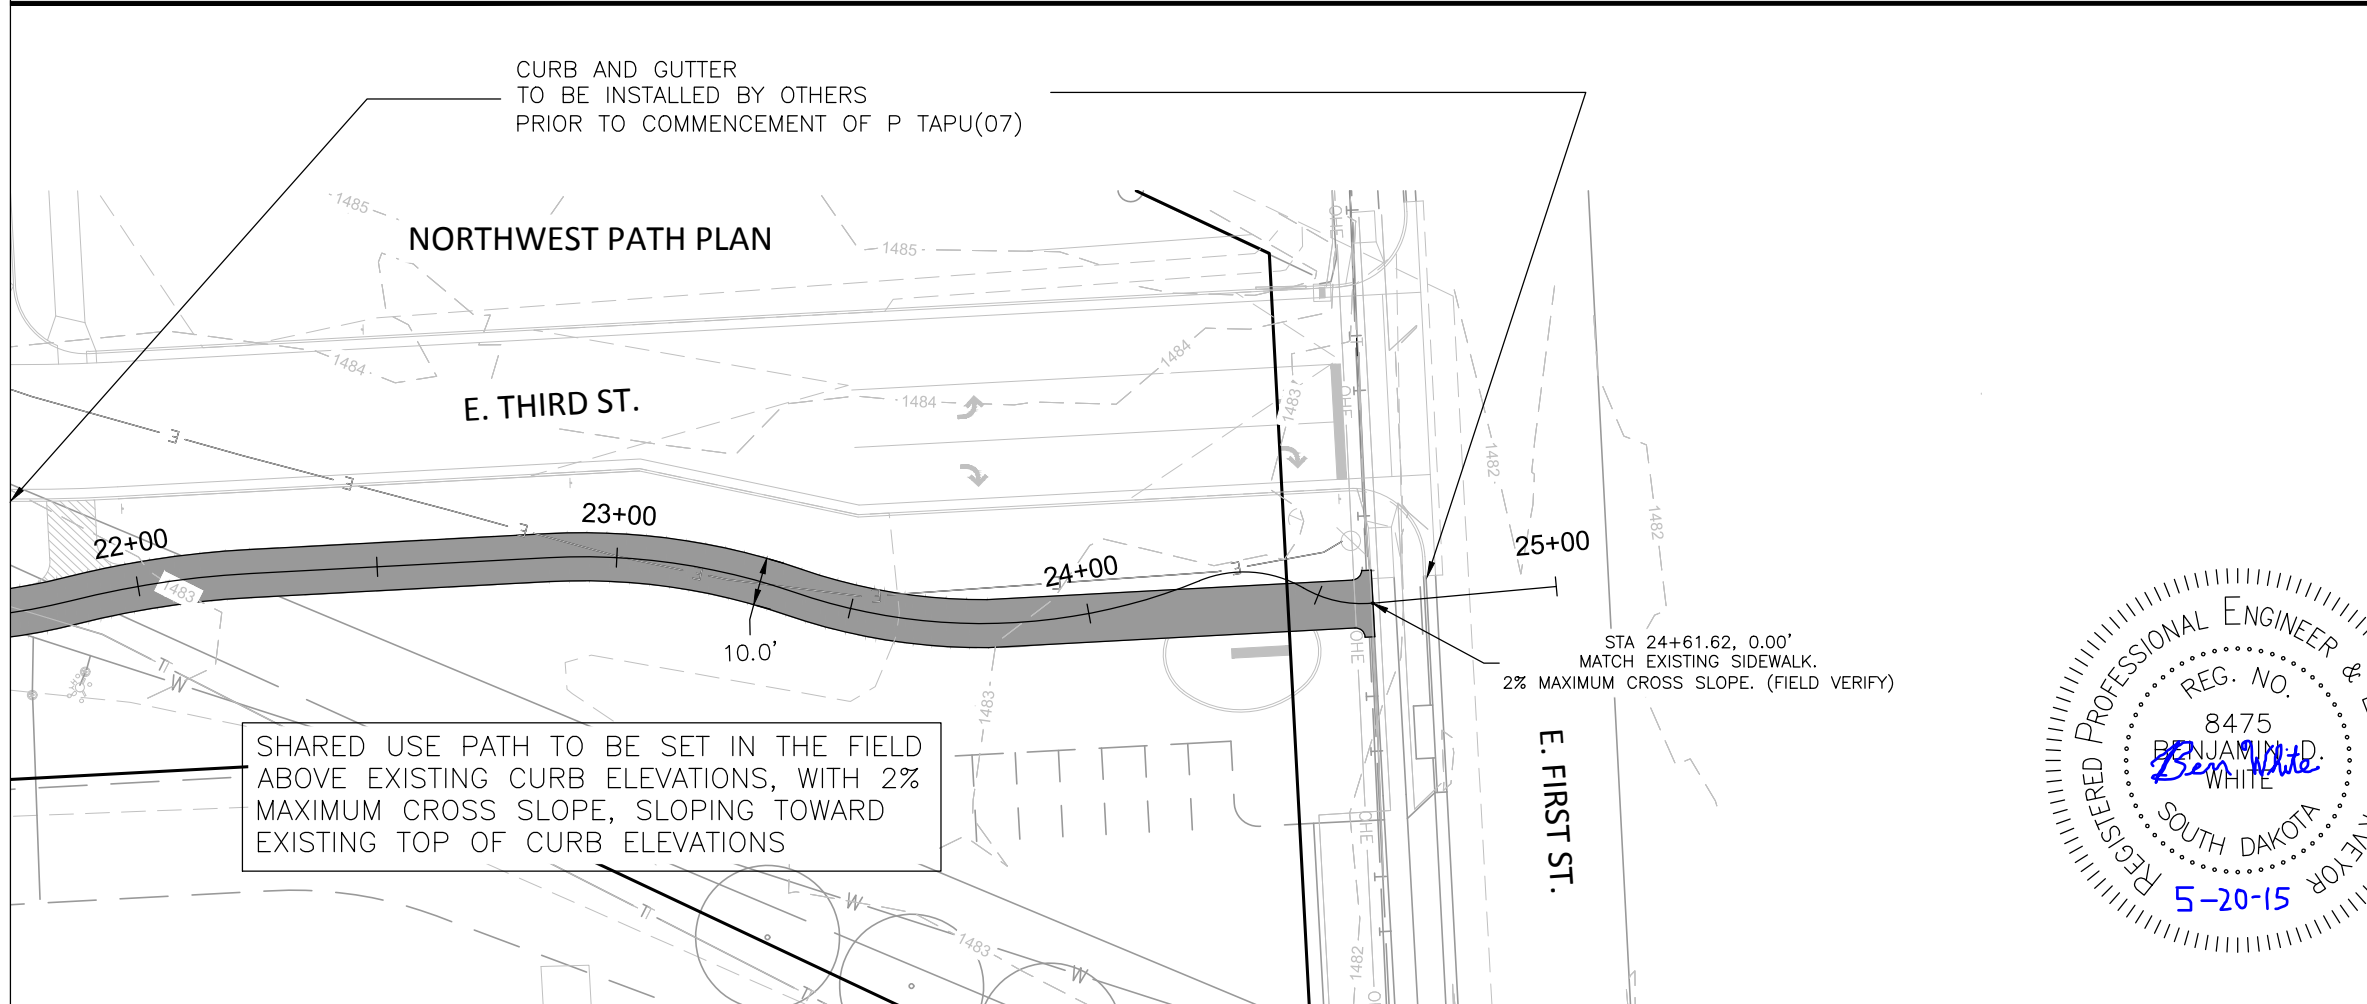 CURB AND GUTTER
TO BE INSTALLED BY OTHERS
PRIOR TO COMMENCEMENT OF P TAPU(07)
1485
NORTHWEST PATH PLAN
1485
OHE
1484
1484
E. THIRD ST.
1484
1483
OHE
E
E
E
E
E
1482
1482
22+00
23+00
24+00
25+00
1483
10.0'
STA 24+61.62, 0.00'
MATCH EXISTING SIDEWALK.
2% MAXIMUM CROSS SLOPE. (FIELD VERIFY)
OHE
W
1483
SHARED USE PATH TO BE SET IN THE FIELD
ABOVE EXISTING CURB ELEVATIONS, WITH 2%
MAXIMUM CROSS SLOPE, SLOPING TOWARD
EXISTING TOP OF CURB ELEVATIONS
E. FIRST ST.
OHE
W
1483
W
1482
REGISTERED PROFESSIONAL ENGINEER &
REG. NO.
8475
BENJAMIN D.
WHITE
Ben White
SOUTH DAKOTA
5-20-15